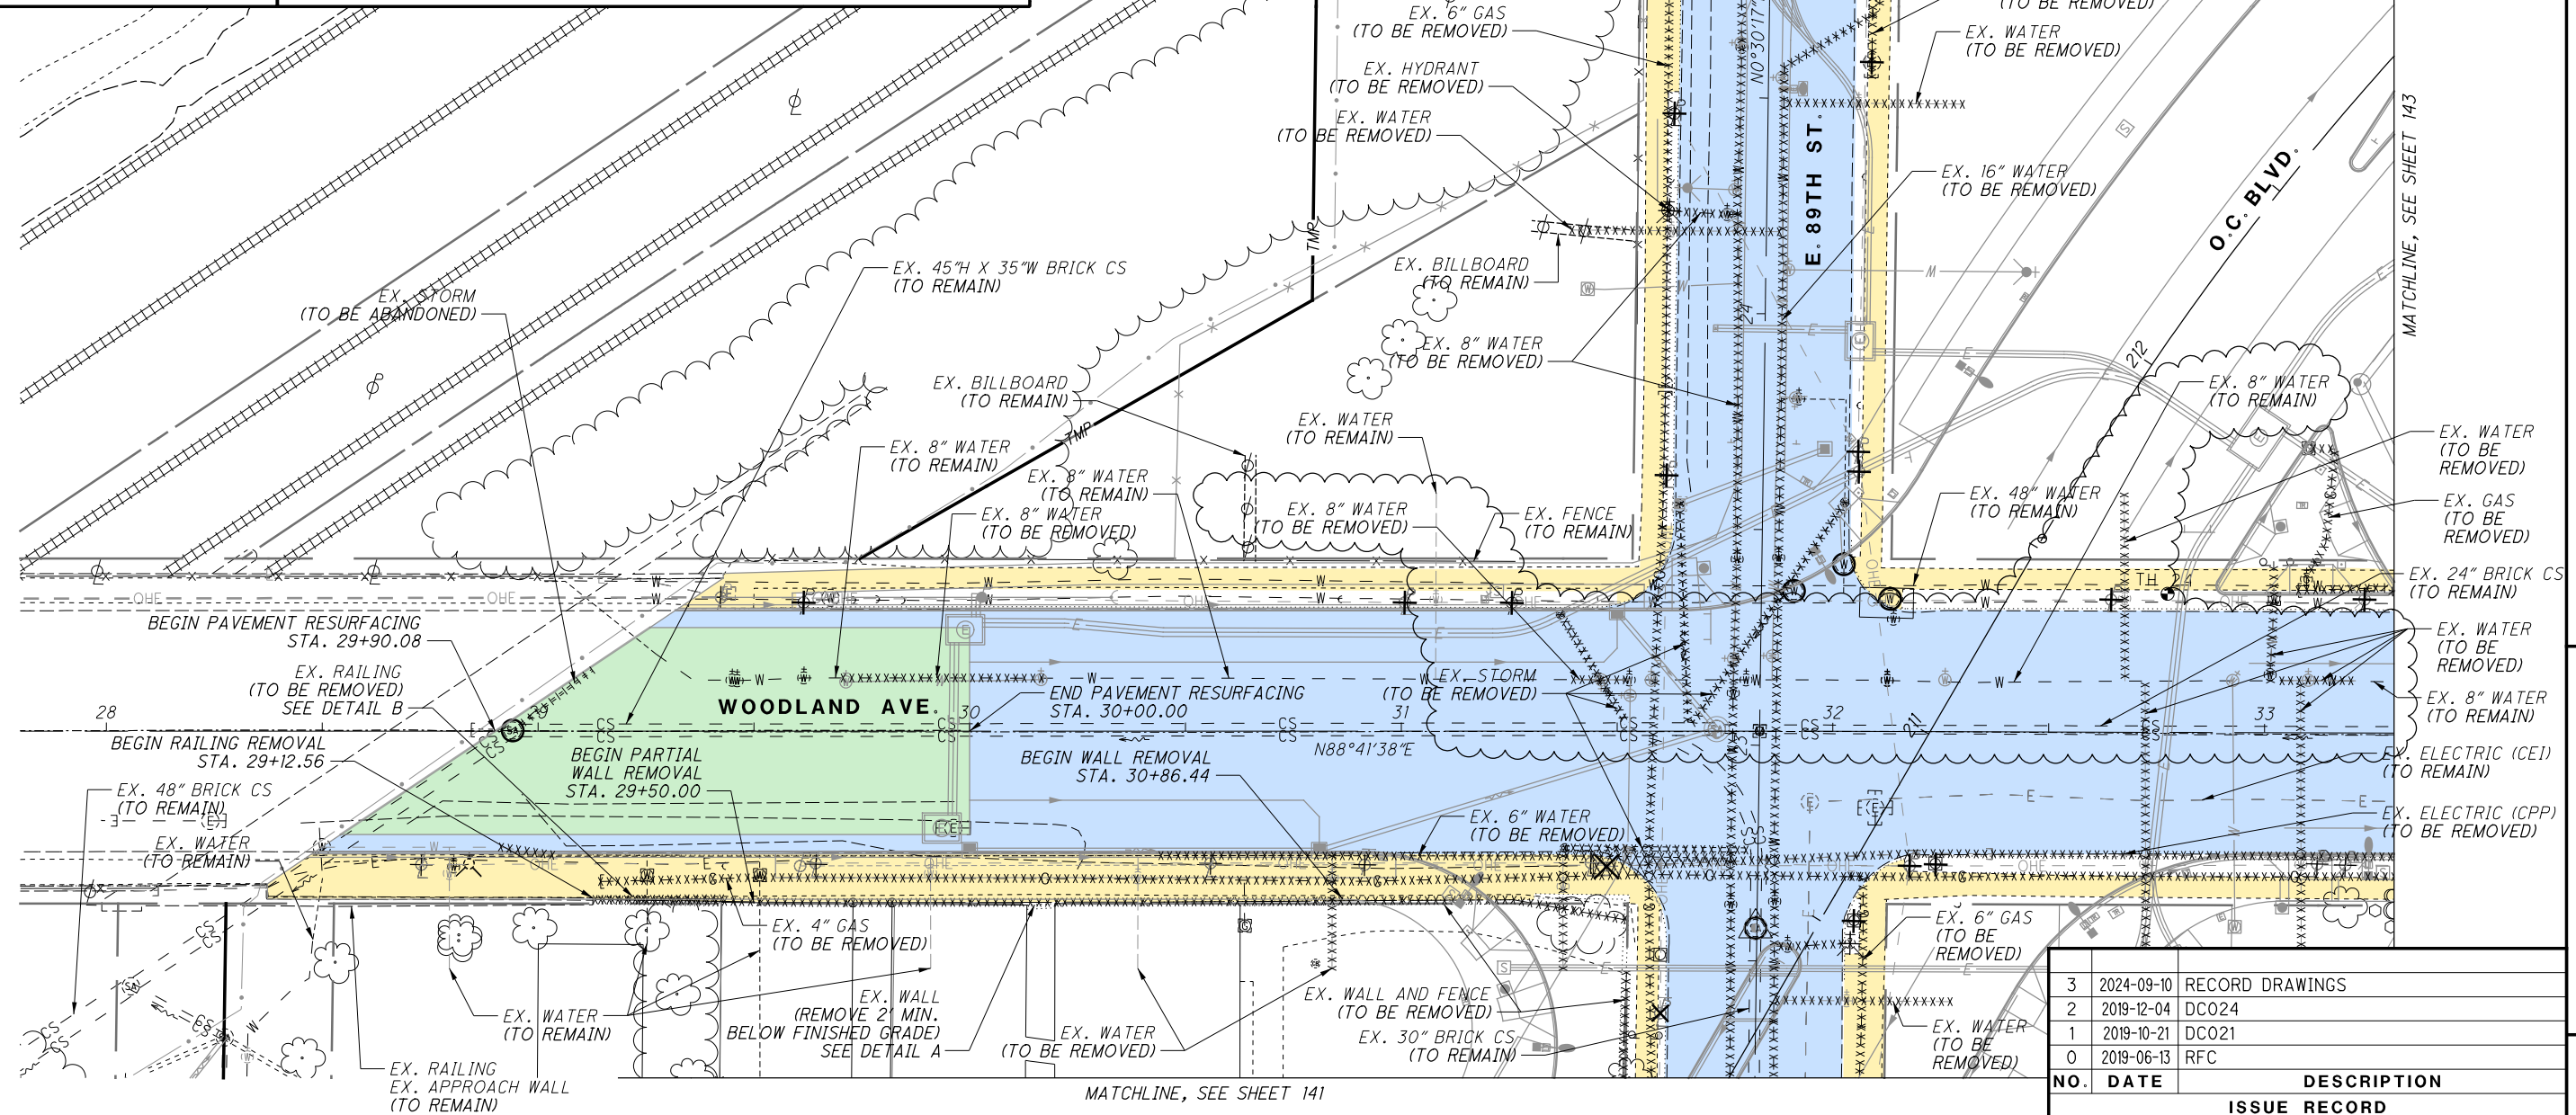 EX. 6" GAS
(TO BE REMOVED)
(TO BE REMOVED)
EX. WATER
(TO BE REMOVED)
EX. HYDRANT
(TO BE REMOVED)
EX. WATER
(TO BE REMOVED)
N0°30'17"
E. 89TH ST.
EX. 16" WATER
(TO BE REMOVED)
O.C. BLVD.
MATCHLINE, SEE SHEET 143
TMP
EX. 45"H X 35"W BRICK CS
(TO REMAIN)
EX. STORM
(TO BE ABANDONED)
EX. BILLBOARD
(TO REMAIN)
24
EX. 8" WATER
(TO BE REMOVED)
212
EX. BILLBOARD
(TO REMAIN)
TMP
EX. WATER
(TO REMAIN)
EX. 8" WATER
(TO REMAIN)
EX. 8" WATER
(TO REMAIN)
EX. 8" WATER
(TO REMAIN)
EX. 8" WATER
(TO BE REMOVED)
EX. 8" WATER
(TO BE REMOVED)
EX. FENCE
(TO REMAIN)
EX. 48" WATER
(TO REMAIN)
EX. WATER
(TO BE
REMOVED)
EX. GAS
(TO BE
REMOVED)
EX. 24" BRICK CS
(TO REMAIN)
TH 24
OHE
OHE
BEGIN PAVEMENT RESURFACING
STA. 29+90.08
EX. RAILING
(TO BE REMOVED)
SEE DETAIL B
28
WOODLAND AVE.
30
END PAVEMENT RESURFACING
STA. 30+00.00
EX. STORM
(TO BE REMOVED)
31
32
33
211
23
N88°41'38"E
EX. WATER
(TO BE
REMOVED)
EX. 8" WATER
(TO REMAIN)
EX. ELECTRIC (CEI)
(TO REMAIN)
EX. ELECTRIC (CPP)
(TO BE REMOVED)
BEGIN RAILING REMOVAL
STA. 29+12.56
BEGIN PARTIAL
WALL REMOVAL
STA. 29+50.00
BEGIN WALL REMOVAL
STA. 30+86.44
EX. 48" BRICK CS
(TO REMAIN)
EX. WATER
(TO REMAIN)
EX. 6" WATER
(TO BE REMOVED)
EX. 4" GAS
(TO BE REMOVED)
EX. 6" GAS
(TO BE
REMOVED)
EX. WATER
(TO REMAIN)
EX. WALL
(REMOVE 2' MIN.
BELOW FINISHED GRADE)
SEE DETAIL A
EX. WATER
(TO BE REMOVED)
EX. WALL AND FENCE
(TO BE REMOVED)
EX. 30" BRICK CS
(TO REMAIN)
EX. WATER
(TO BE
REMOVED)
EX. RAILING
EX. APPROACH WALL
(TO REMAIN)
MATCHLINE, SEE SHEET 141
3 2024-09-10 RECORD DRAWINGS
2 2019-12-04 DC024
1 2019-10-21 DC021
0 2019-06-13 RFC
NO. DATE DESCRIPTION
ISSUE RECORD